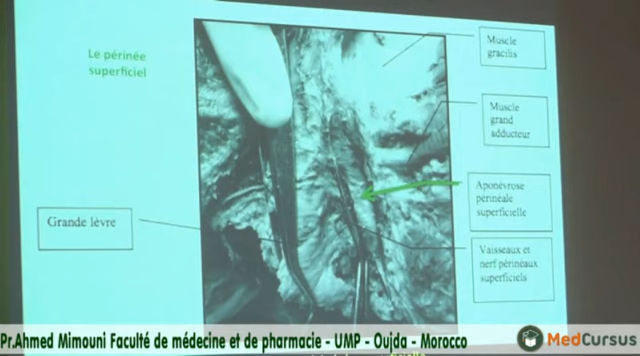 Le périnée
superficiel
Muscle
gracilis
Muscle
grand
adducteur
Aponévrose
périnéale
superficielle
Grande lèvre
Vaisseaux et
nerf périnéaux
superficiels
Pr.Ahmed Mimouni Faculté de médecine et de pharmacie - UMP - Oujda - Morocco
MedCursus